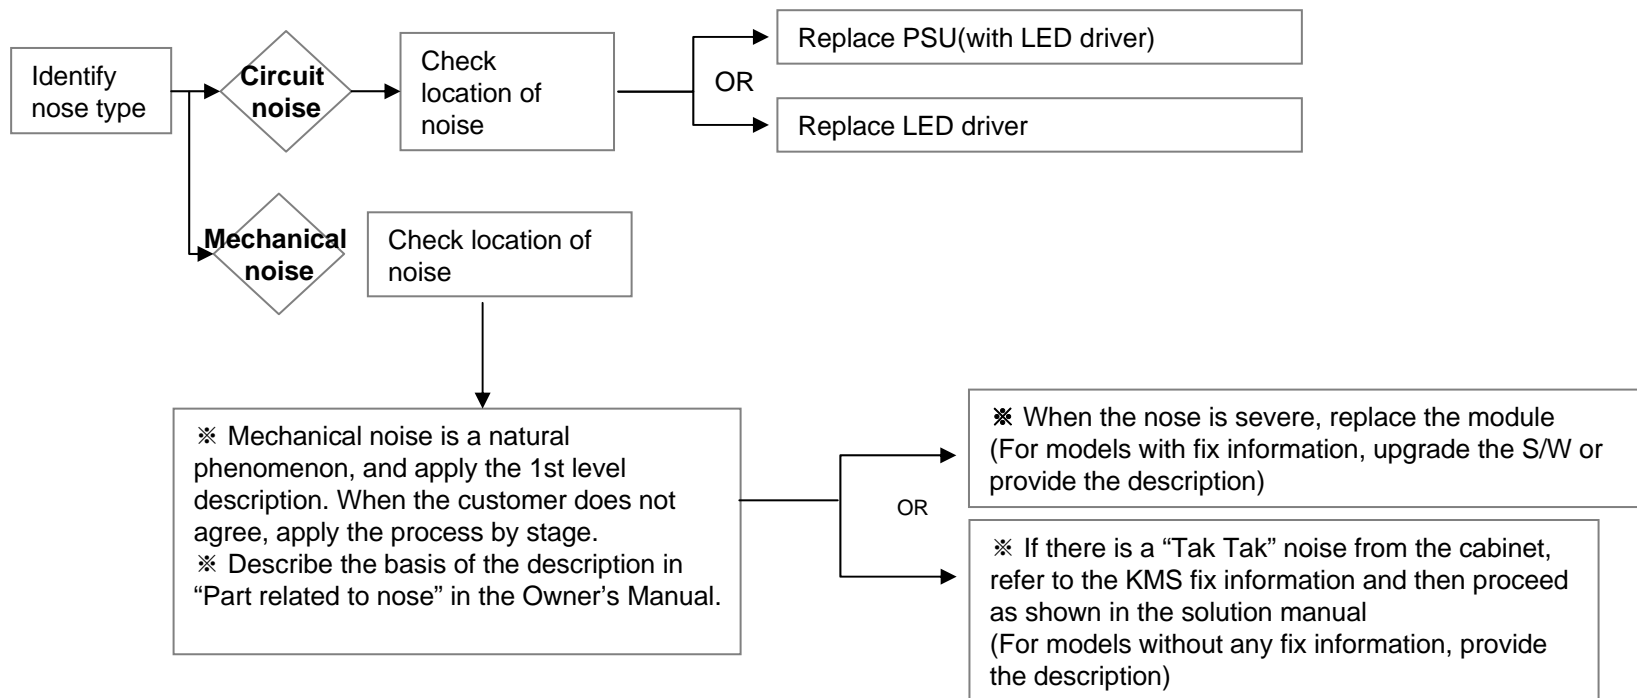 Identify
nose type
Circuit
noise
Check
location of
noise
Replace PSU(with LED driver)
OR
Replace LED driver
Mechanical
noise
Check location of
noise
※ Mechanical noise is a natural
phenomenon, and apply the 1st level
description. When the customer does not
agree, apply the process by stage.
※ Describe the basis of the description in
“Part related to nose” in the Owner’s Manual.
※ When the nose is severe, replace the module
(For models with fix information, upgrade the S/W or
provide the description)
OR
※ If there is a “Tak Tak” noise from the cabinet,
refer to the KMS fix information and then proceed
as shown in the solution manual
(For models without any fix information, provide
the description)